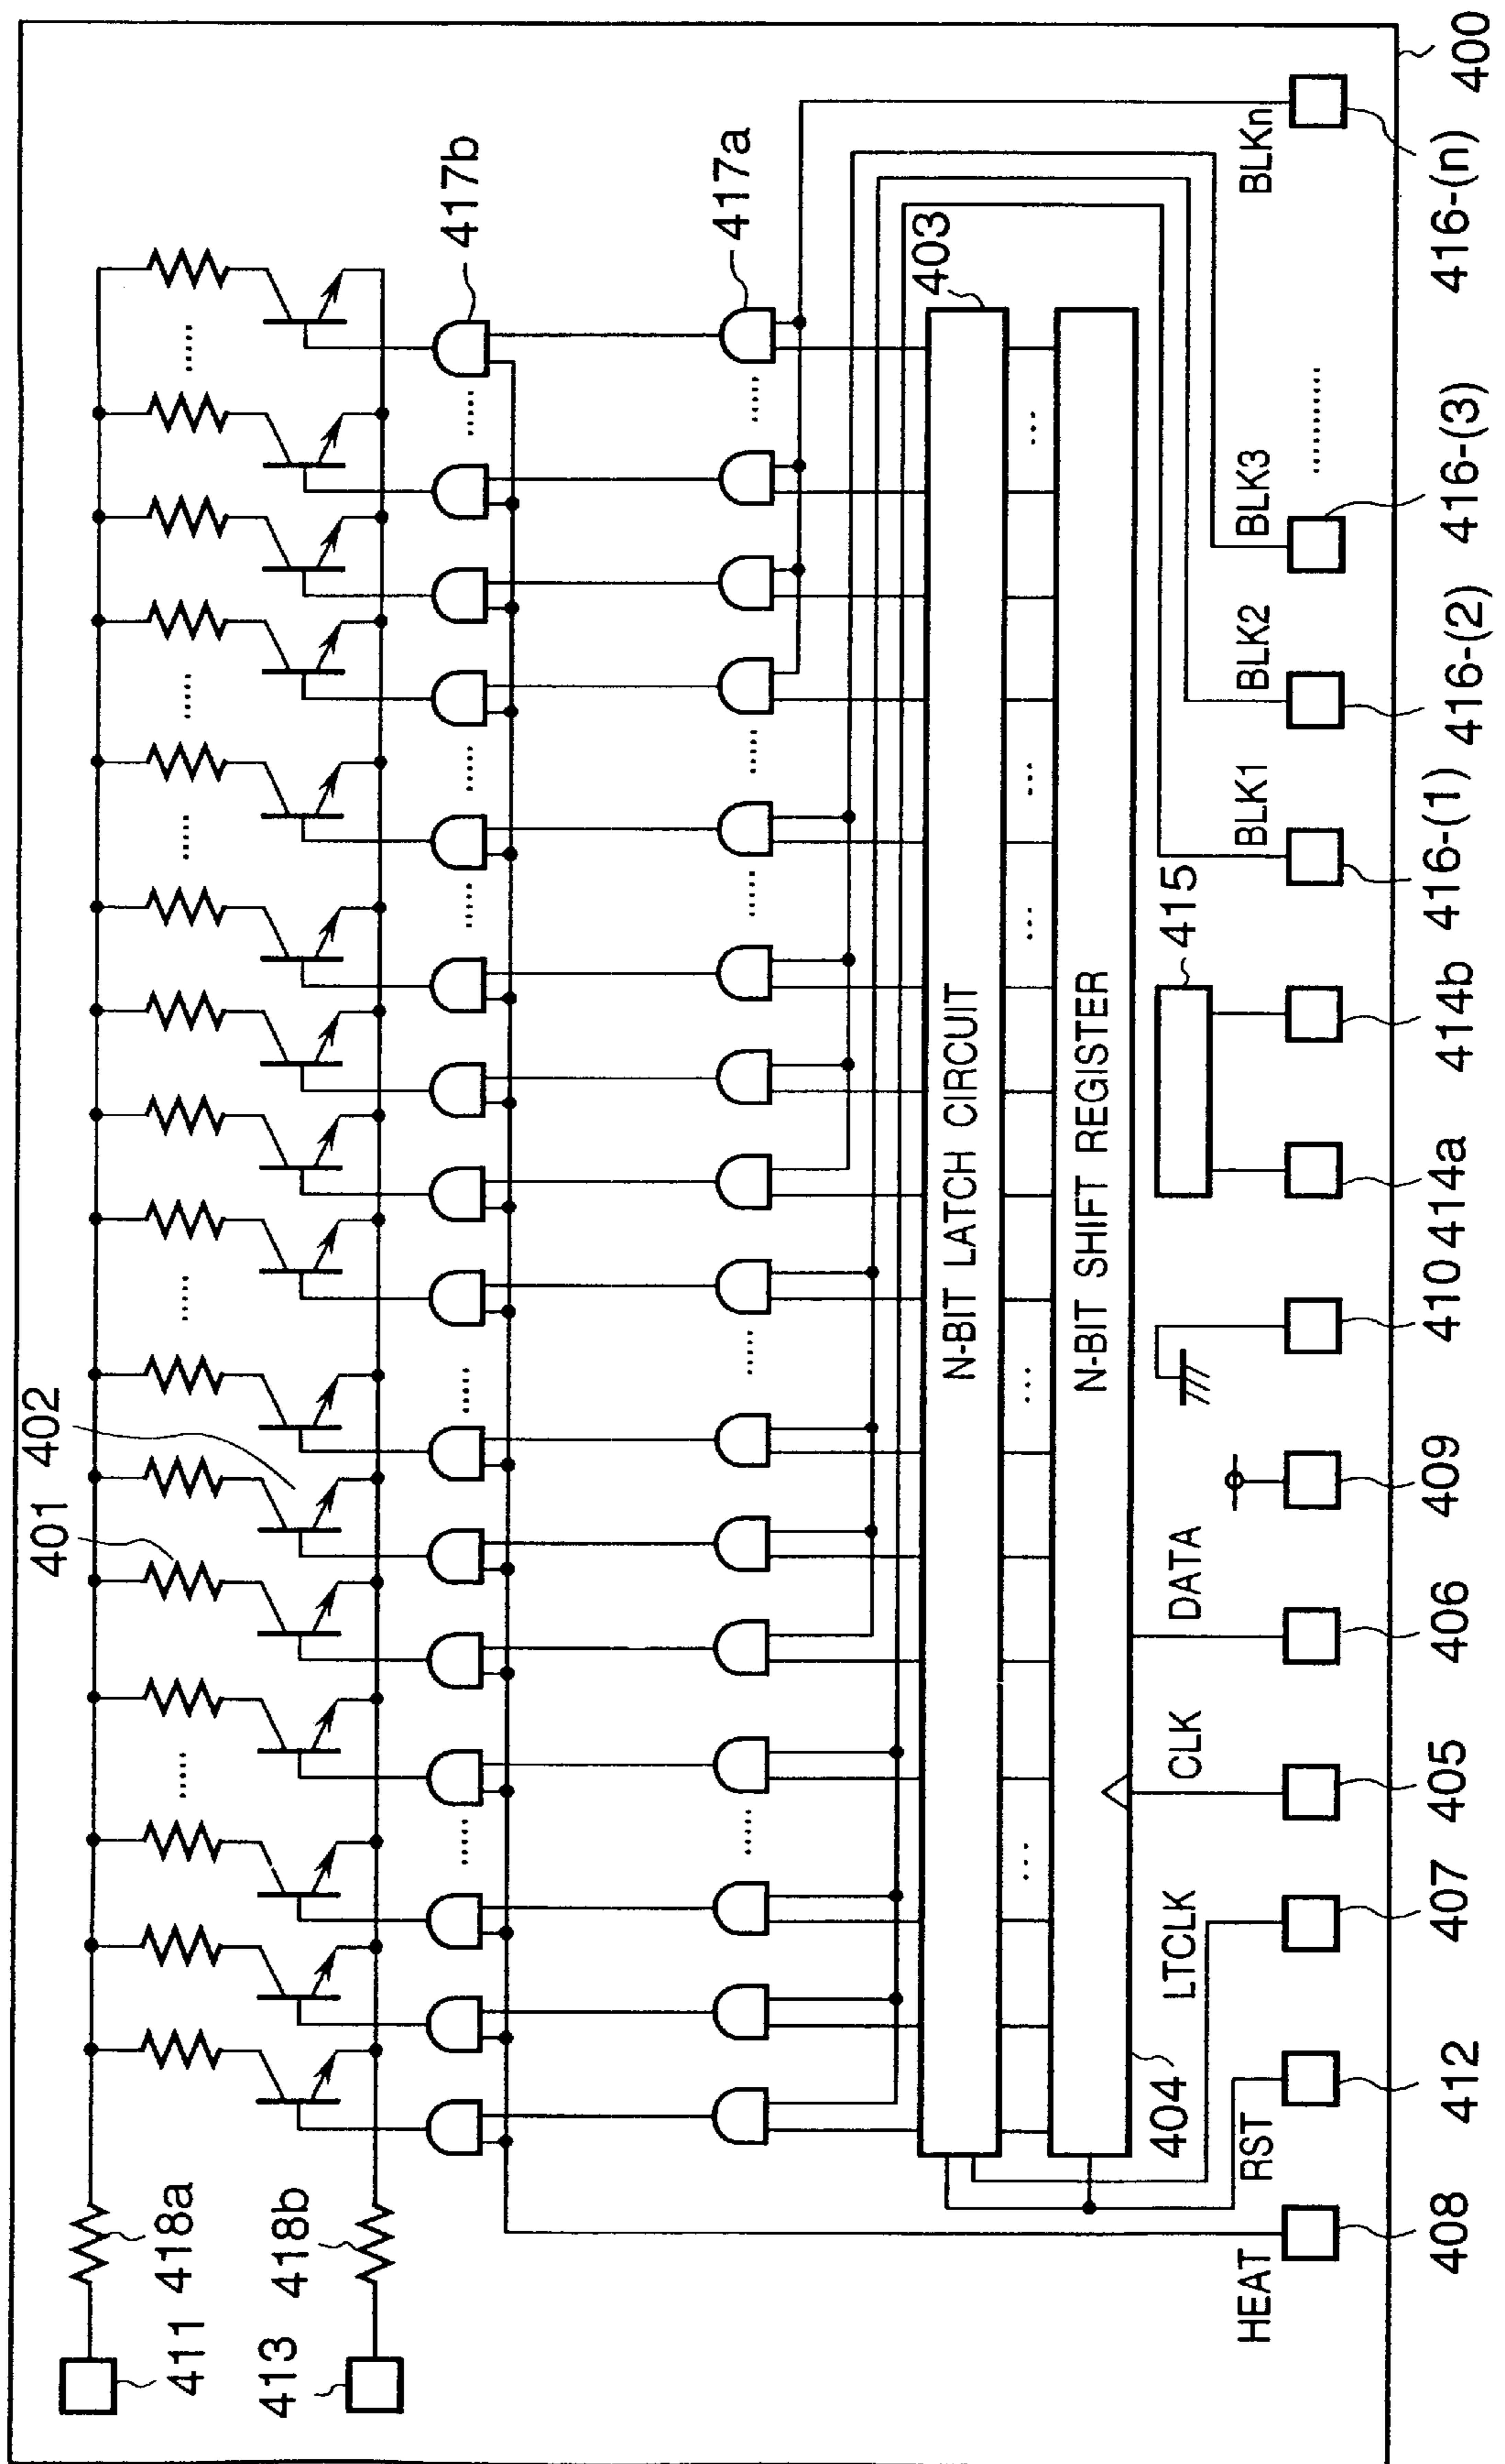 400
401
402
417b
417a
403
N-BIT LATCH CIRCUIT
N-BIT SHIFT REGISTER
404
411
418a
413
418b
415
HEAT
RST
LTCLK
CLK
DATA
BLK1
BLK2
BLK3
BLKn
408
412
407
405
406
409
410
414a
414b
416-(1)
416-(2)
416-(3)
416-(n)